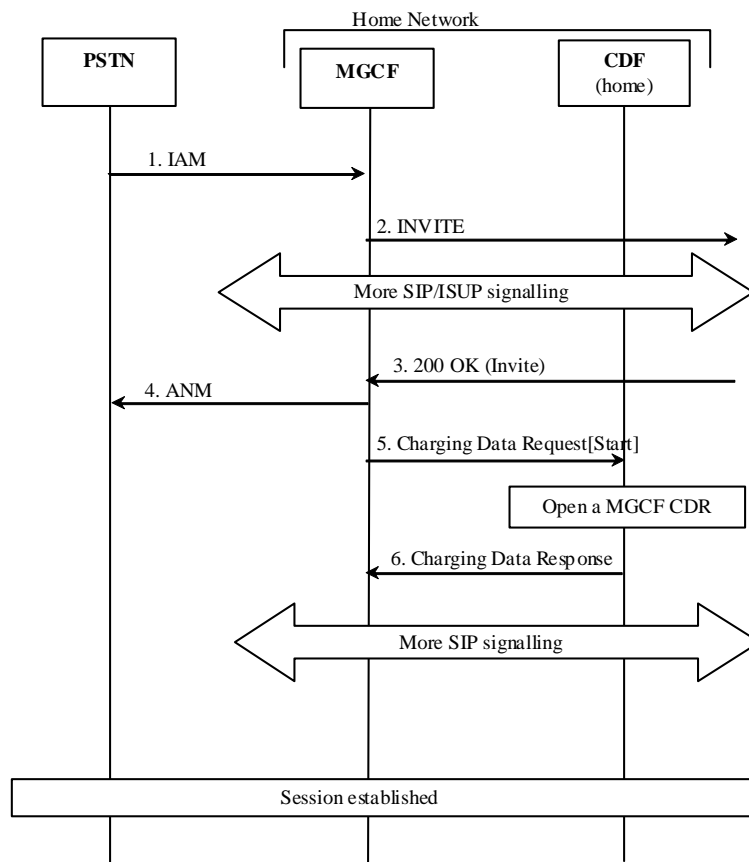 Home Network
PSTN
MGCF
CDF
(home)
1. IAM
2. INVITE
More SIP/ISUP signalling
3. 200 OK (Invite)
4. ANM
5. Charging Data Request[Start]
Open a MGCF CDR
6. Charging Data Response
More SIP signalling
Session established